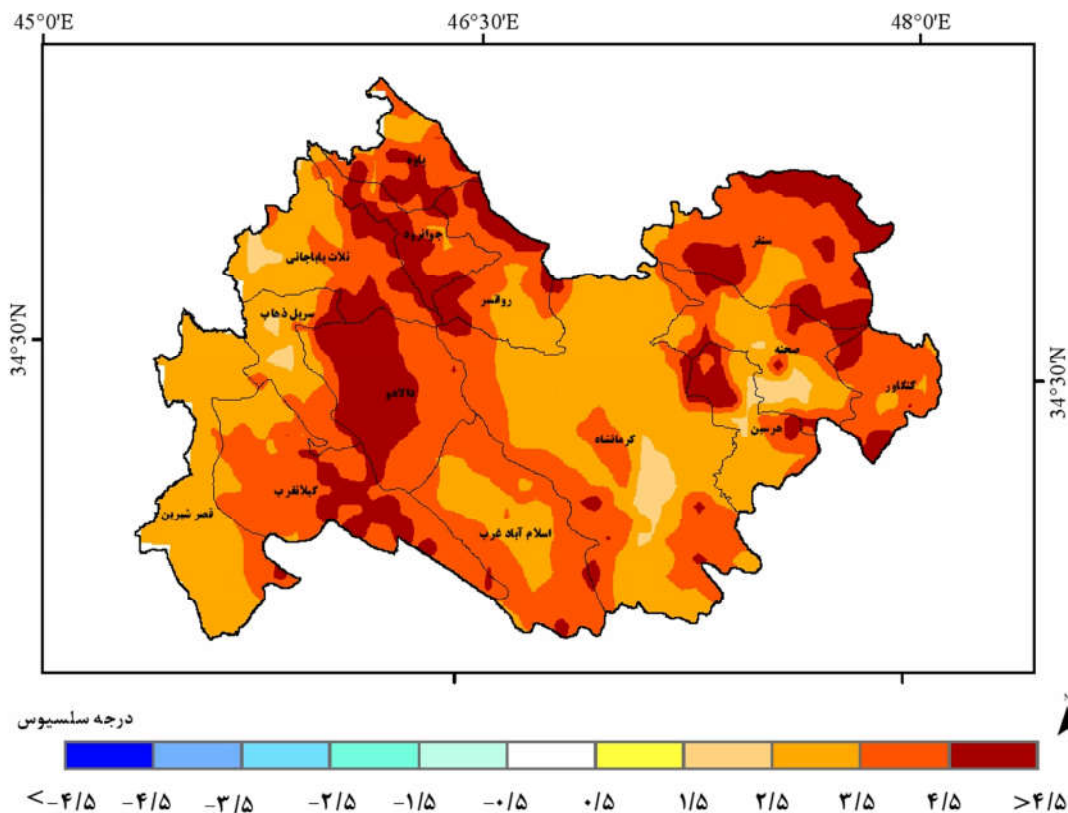 45°0'E 46°30'E 48°0'E
34°30'N
34°30'N
پاوه
جوانرود
ثلاث باباجانی
روانسر
سنقر
سرپل ذهاب
صحنه
کنگاور
دالاهو
کرمانشاه
هرسین
گیلانغرب
قصر شیرین
اسلام آباد غرب
N
درجه سلسیوس
<-۴/۵ -۴/۵ -۳/۵ -۲/۵ -۱/۵ -۰/۵ ۰/۵ ۱/۵ ۲/۵ ۳/۵ ۴/۵ >۴/۵